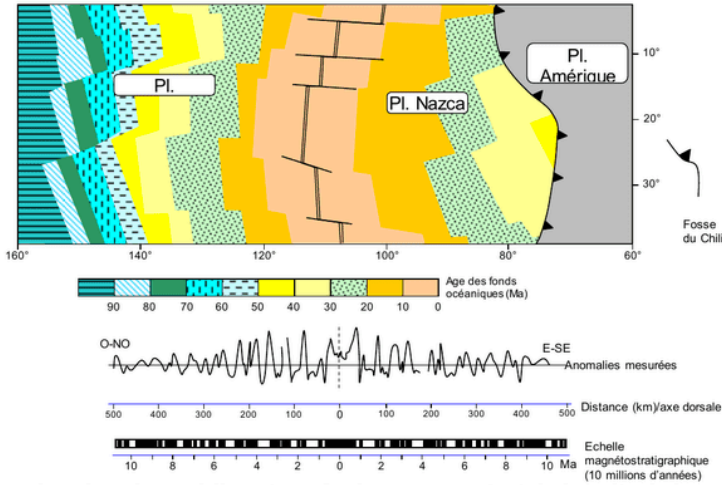 Pl.
Pl. Nazca
Pl.
Amérique
10°
20°
30°
160°
140°
120°
100°
80°
60°
Fosse
du Chili
90 80 70 60 50 40 30 20 10 0
Age des fonds
océaniques (Ma)
O-NO
E-SE
Anomalies mesurées
500 400 300 200 100 0 100 200 300 400 500
Distance (km)/axe dorsale
10 8 6 4 2 0 2 4 6 8 10 Ma
Echelle
magnétostratigraphique
(10 millions d'années)